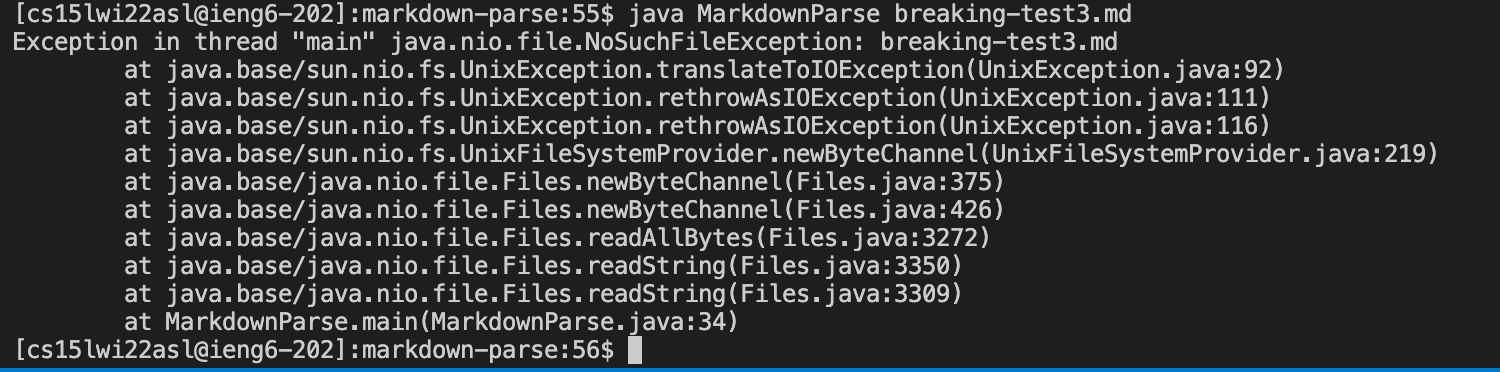 [cs15lwi22asl@ieng6-202]:markdown-parse:55$ java MarkdownParse breaking-test3.md
Exception in thread "main" java.nio.file.NoSuchFileException: breaking-test3.md
        at java.base/sun.nio.fs.UnixException.translateToIOException(UnixException.java:92)
        at java.base/sun.nio.fs.UnixException.rethrowAsIOException(UnixException.java:111)
        at java.base/sun.nio.fs.UnixException.rethrowAsIOException(UnixException.java:116)
        at java.base/sun.nio.fs.UnixFileSystemProvider.newByteChannel(UnixFileSystemProvider.java:219)
        at java.base/java.nio.file.Files.newByteChannel(Files.java:375)
        at java.base/java.nio.file.Files.newByteChannel(Files.java:426)
        at java.base/java.nio.file.Files.readAllBytes(Files.java:3272)
        at java.base/java.nio.file.Files.readString(Files.java:3350)
        at java.base/java.nio.file.Files.readString(Files.java:3309)
        at MarkdownParse.main(MarkdownParse.java:34)
[cs15lwi22asl@ieng6-202]:markdown-parse:56$